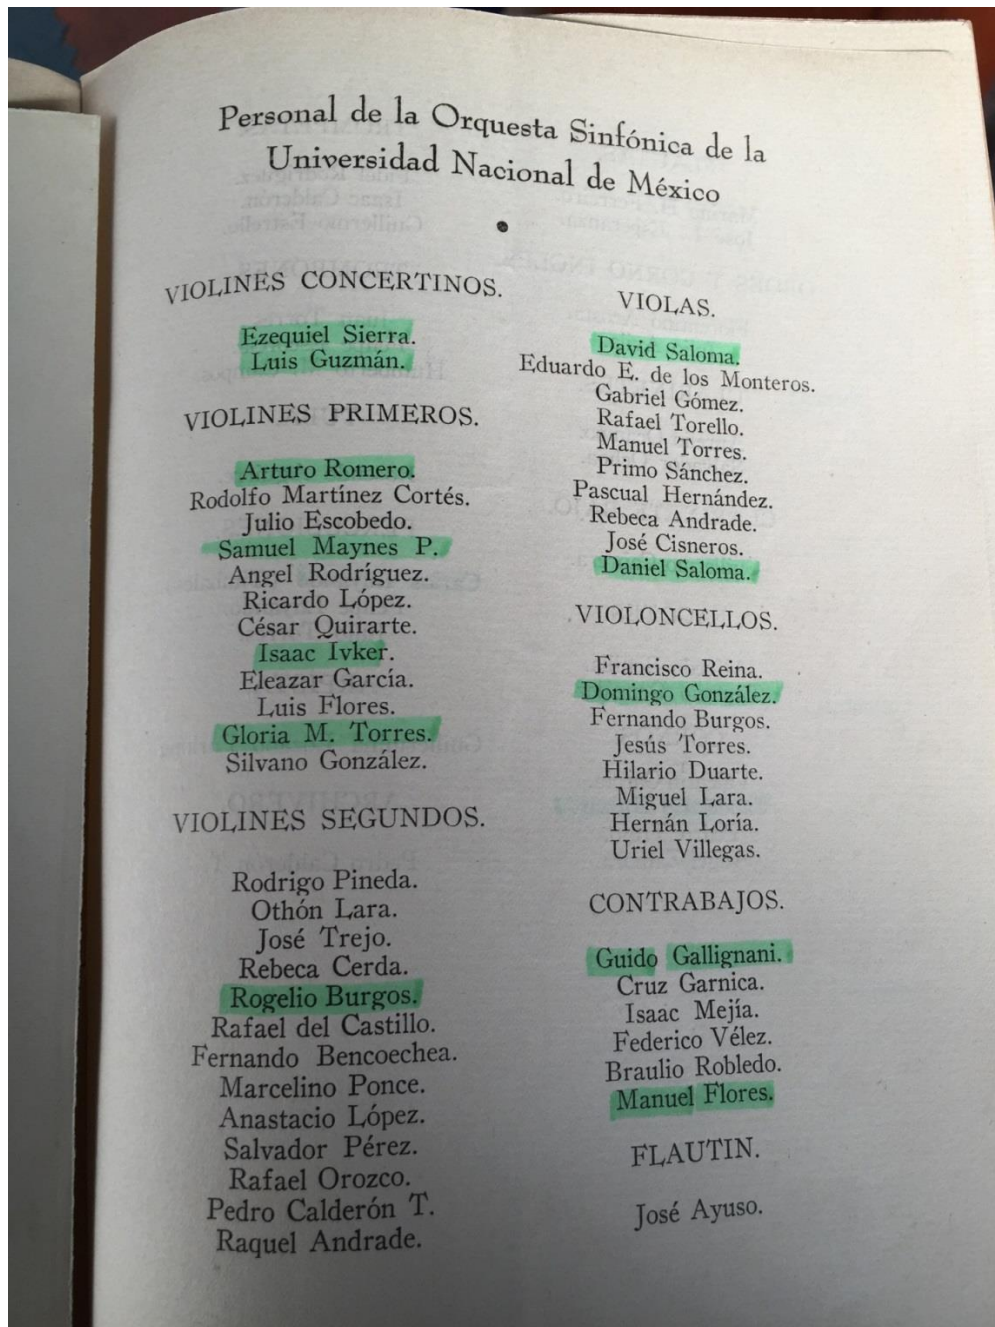 Personal de la Orquesta Sinfónica de la
Universidad Nacional de México
VIOLINES CONCERTINOS.
Ezequiel Sierra.
Luis Guzmán.
VIOLINES PRIMEROS.
Arturo Romero.
Rodolfo Martínez Cortés.
Julio Escobedo.
Samuel Maynes P.
Angel Rodríguez.
Ricardo López.
César Quirarte.
Isaac Ivker.
Eleazar García.
Luis Flores.
Gloria M. Torres.
Silvano González.
VIOLINES SEGUNDOS.
Rodrigo Pineda.
Othón Lara.
José Trejo.
Rebeca Cerda.
Rogelio Burgos.
Rafael del Castillo.
Fernando Bencoechea.
Marcelino Ponce.
Anastacio López.
Salvador Pérez.
Rafael Orozco.
Pedro Calderón T.
Raquel Andrade.
VIOLAS.
David Saloma.
Eduardo E. de los Monteros.
Gabriel Gómez.
Rafael Torello.
Manuel Torres.
Primo Sánchez.
Pascual Hernández.
Rebeca Andrade.
José Cisneros.
Daniel Saloma.
VIOLONCELLOS.
Francisco Reina.
Domingo González.
Fernando Burgos.
Jesús Torres.
Hilario Duarte.
Miguel Lara.
Hernán Loría.
Uriel Villegas.
CONTRABAJOS.
Guido Gallignani.
Cruz Garnica.
Isaac Mejía.
Federico Vélez.
Braulio Robledo.
Manuel Flores.
FLAUTIN.
José Ayuso.